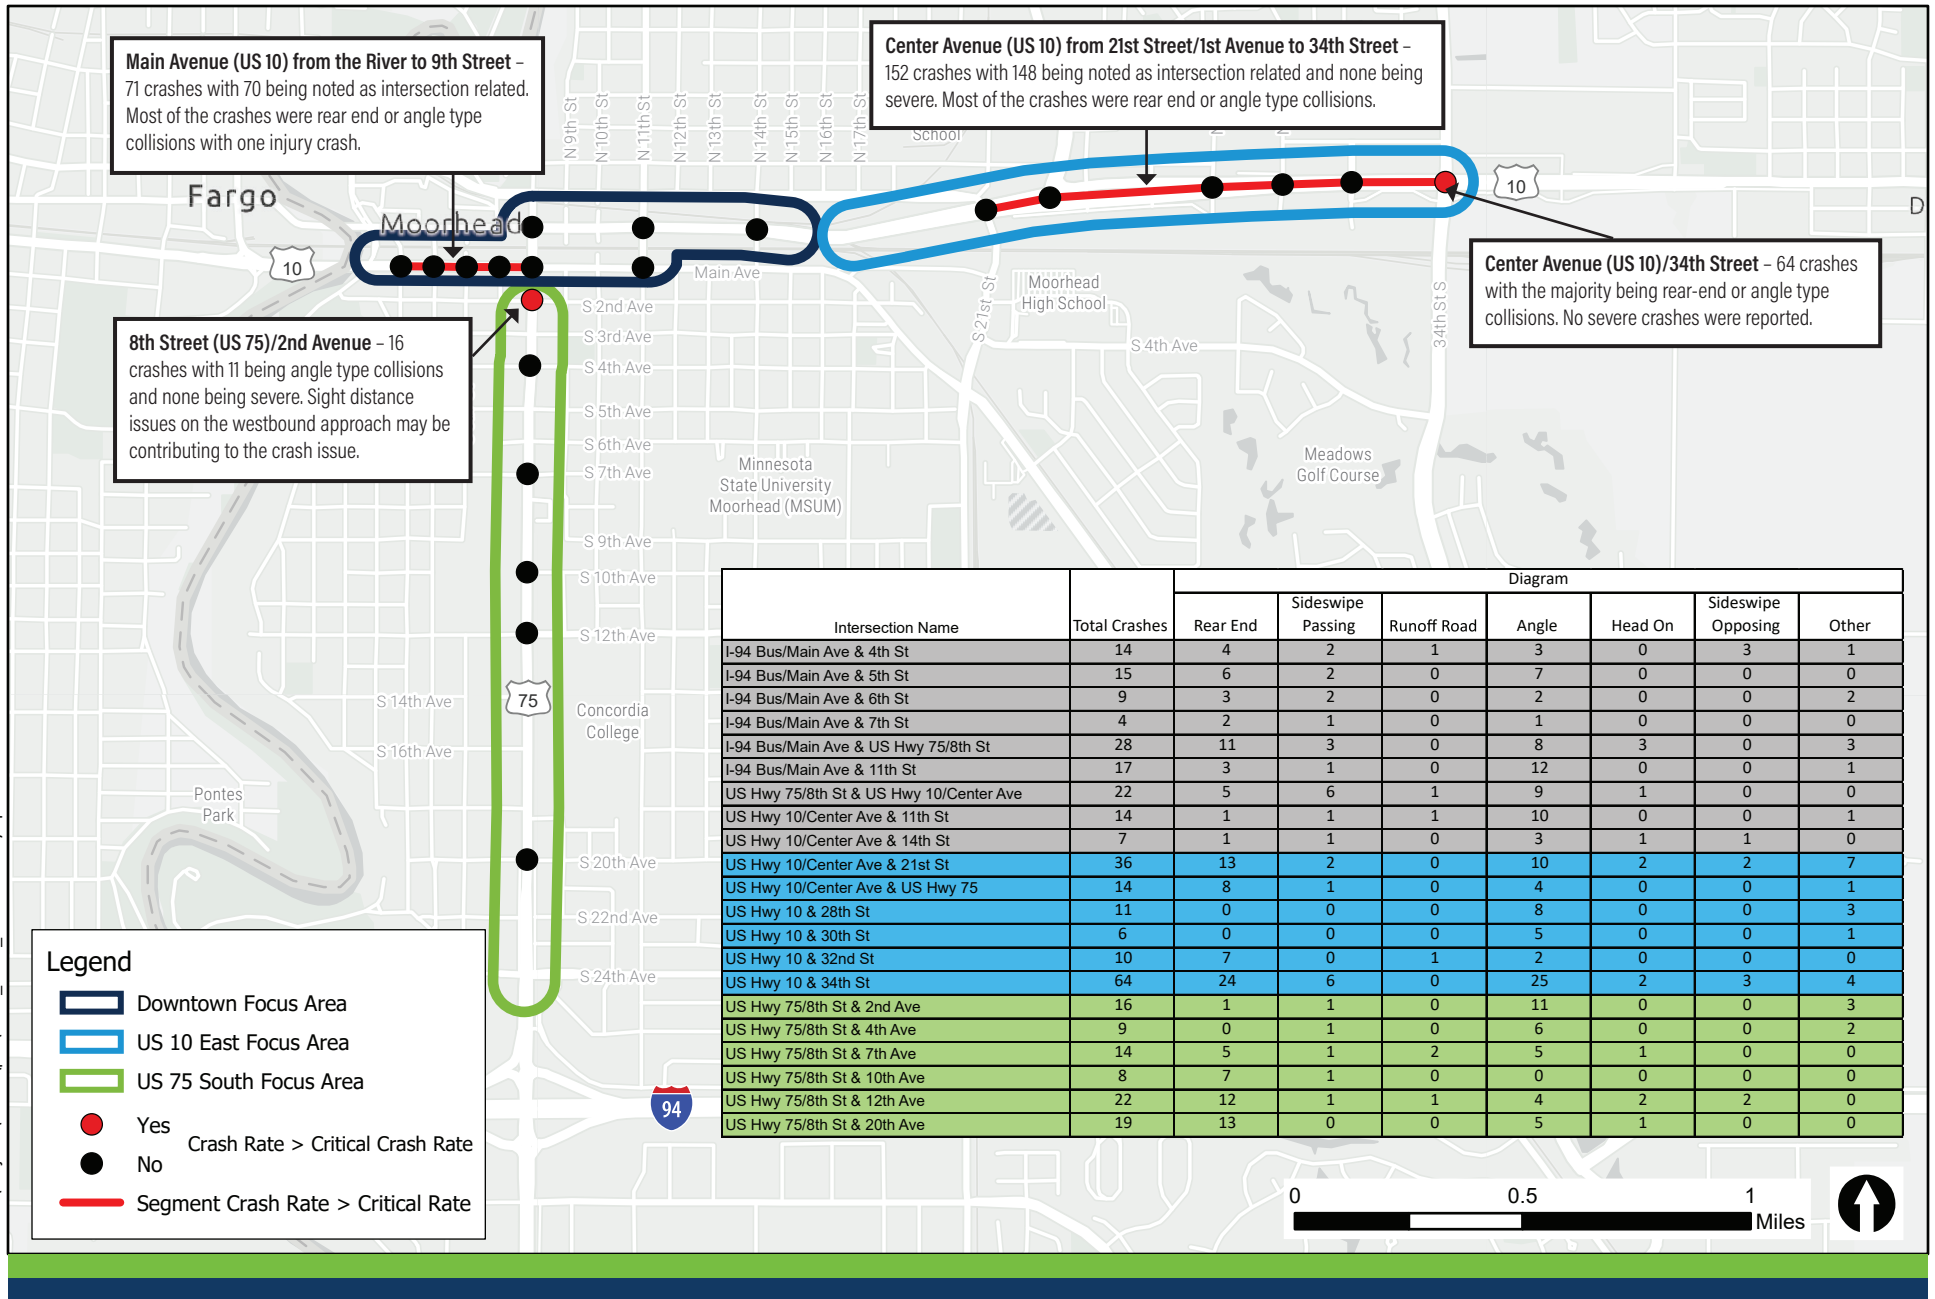 Main Avenue (US 10) from the River to 9th Street –
71 crashes with 70 being noted as intersection related.
Most of the crashes were rear end or angle type
collisions with one injury crash.
Center Avenue (US 10) from 21st Street/1st Avenue to 34th Street –
152 crashes with 148 being noted as intersection related and none being
severe. Most of the crashes were rear end or angle type collisions.
N 9th St
N 10th St
N 11th St
N 12th St
N 13th St
N 14th St
N 15th St
N 16th St
N 17th St
School
Fargo
Moorhead
10
10
D
Main Ave
Center Avenue (US 10)/34th Street – 64 crashes
with the majority being rear-end or angle type
collisions. No severe crashes were reported.
8th Street (US 75)/2nd Avenue – 16
crashes with 11 being angle type collisions
and none being severe. Sight distance
issues on the westbound approach may be
contributing to the crash issue.
S 2nd Ave
S 3rd Ave
S 4th Ave
S 5th Ave
S 6th Ave
S 7th Ave
S 9th Ave
S 10th Ave
S 12th Ave
S 14th Ave
S 16th Ave
S 20th Ave
S 22nd Ave
S 24th Ave
75
S 21st St
Moorhead
High School
S 4th Ave
34th St S
Minnesota
State University
Moorhead (MSUM)
Meadows
Golf Course
Concordia
College
Pontes
Park
94
Diagram
Intersection Name Total Crashes Rear End Sideswipe Passing Runoff Road Angle Head On Sideswipe Opposing Other
I-94 Bus/Main Ave & 4th St 14 4 2 1 3 0 3 1
I-94 Bus/Main Ave & 5th St 15 6 2 0 7 0 0 0
I-94 Bus/Main Ave & 6th St 9 3 2 0 2 0 0 2
I-94 Bus/Main Ave & 7th St 4 2 1 0 1 0 0 0
I-94 Bus/Main Ave & US Hwy 75/8th St 28 11 3 0 8 3 0 3
I-94 Bus/Main Ave & 11th St 17 3 1 0 12 0 0 1
US Hwy 75/8th St & US Hwy 10/Center Ave 22 5 6 1 9 1 0 0
US Hwy 10/Center Ave & 11th St 14 1 1 1 10 0 0 1
US Hwy 10/Center Ave & 14th St 7 1 1 0 3 1 1 0
US Hwy 10/Center Ave & 21st St 36 13 2 0 10 2 2 7
US Hwy 10/Center Ave & US Hwy 75 14 8 1 0 4 0 0 1
US Hwy 10 & 28th St 11 0 0 0 8 0 0 3
US Hwy 10 & 30th St 6 0 0 0 5 0 0 1
US Hwy 10 & 32nd St 10 7 0 1 2 0 0 0
US Hwy 10 & 34th St 64 24 6 0 25 2 3 4
US Hwy 75/8th St & 2nd Ave 16 1 1 0 11 0 0 3
US Hwy 75/8th St & 4th Ave 9 0 1 0 6 0 0 2
US Hwy 75/8th St & 7th Ave 14 5 1 2 5 1 0 0
US Hwy 75/8th St & 10th Ave 8 7 1 0 0 0 0 0
US Hwy 75/8th St & 12th Ave 22 12 1 1 4 2 2 0
US Hwy 75/8th St & 20th Ave 19 13 0 0 5 1 0 0
Legend
Downtown Focus Area
US 10 East Focus Area
US 75 South Focus Area
Yes
Crash Rate > Critical Crash Rate
No
Segment Crash Rate > Critical Rate
0 0.5 1
Miles